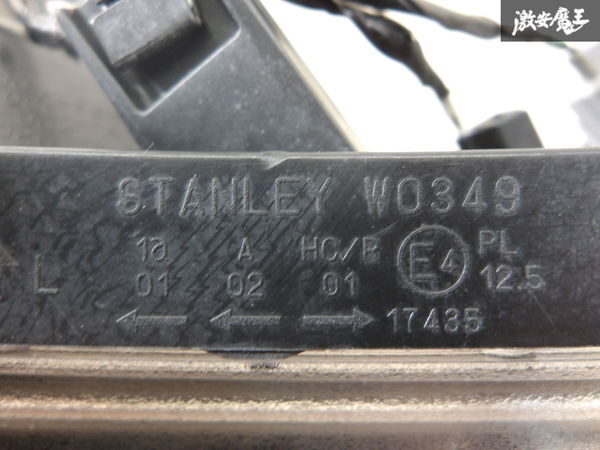 激安魔王
STANLEY W0349
L 1a A HC/R E4 PL
01 02 01 12.5
← ← → 17435